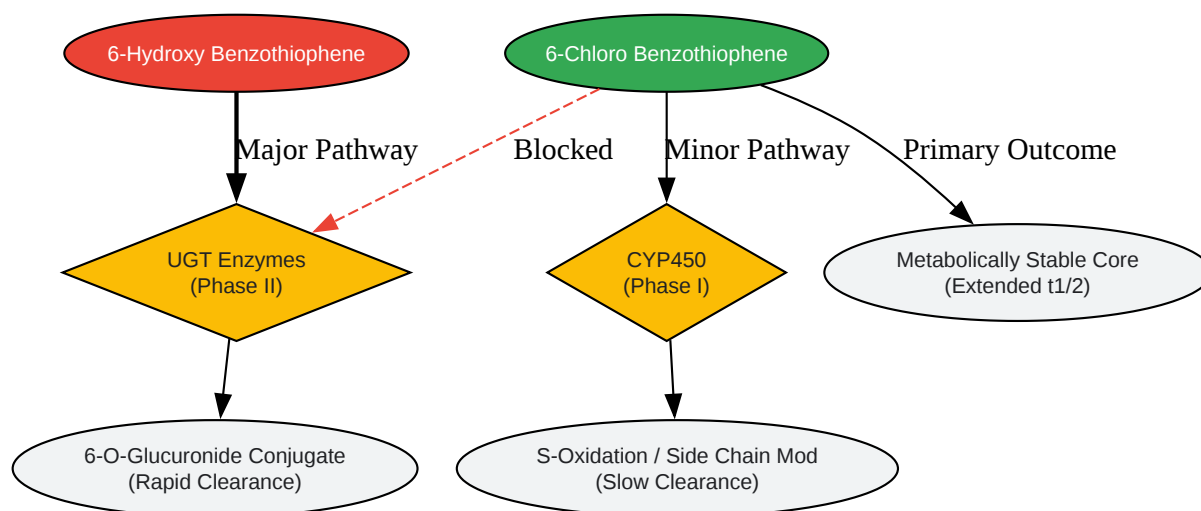 6-Hydroxy Benzothiophene
6-Chloro Benzothiophene
Major Pathway
Blocked
Minor Pathway
Primary Outcome
UGT Enzymes
(Phase II)
CYP450
(Phase I)
Metabolically Stable Core
(Extended t1/2)
6-O-Glucuronide Conjugate
(Rapid Clearance)
S-Oxidation / Side Chain Mod
(Slow Clearance)